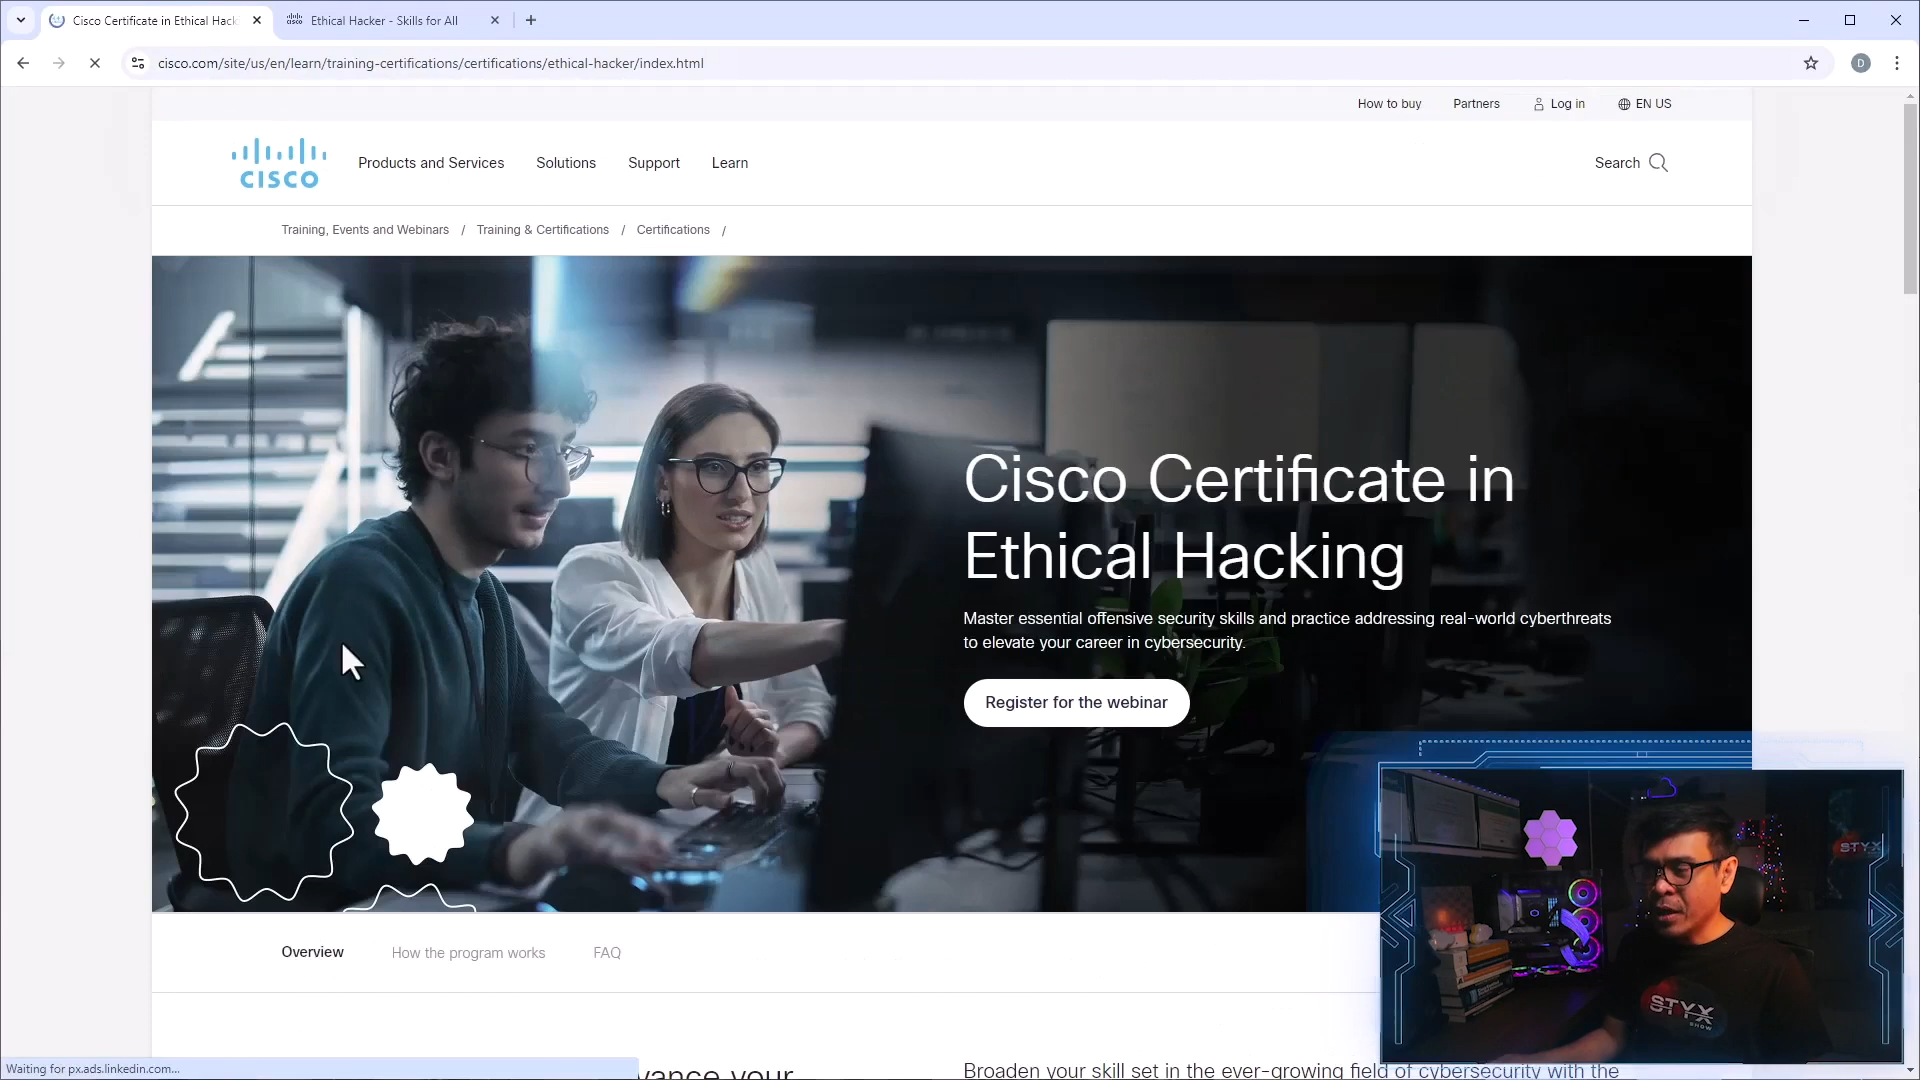 Cisco Certificate in Ethical Hack
Ethical Hacker - Skills for All
cisco.com/site/us/en/learn/training-certifications/certifications/ethical-hacker/index.html
D
How to buy
Partners
Log in
EN US
CISCO
Products and Services
Solutions
Support
Learn
Search
Training, Events and Webinars / Training & Certifications / Certifications /
Cisco Certificate in
Ethical Hacking
Master essential offensive security skills and practice addressing real-world cyberthreats
to elevate your career in cybersecurity.
Register for the webinar
STYX
STYX
SHOW
Overview
How the program works
FAQ
vance your
Broaden your skill set in the ever-growing field of cybersecurity with the
Waiting for px.ads.linkedin.com...